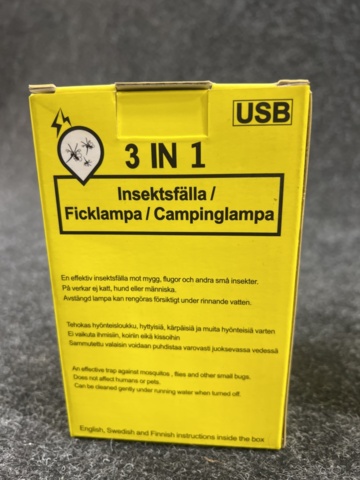 USB
3 IN 1
Insektsfälla /
Ficklampa / Campinglampa
En effektiv insektsfälla mot mygg, flugor och andra små insekter.
På verkar ej katt, hund eller människa.
Avstängd lampa kan rengöras försiktigt under rinnande vatten.
Tehokas hyönteisloukku, hyttyisiä, kärpäisiä ja muita hyönteisiä varten
Ei vaikuta ihmisiin, koiriin eikä kissoihin
Sammutettu valaisin voidaan puhdistaa varovasti juoksevassa vedessä
An effective trap against mosquitos , flies and other small bugs.
Does not affect humans or pets.
Can be cleaned gently under running water when turned off.
English, Swedish and Finnish instructions inside the box